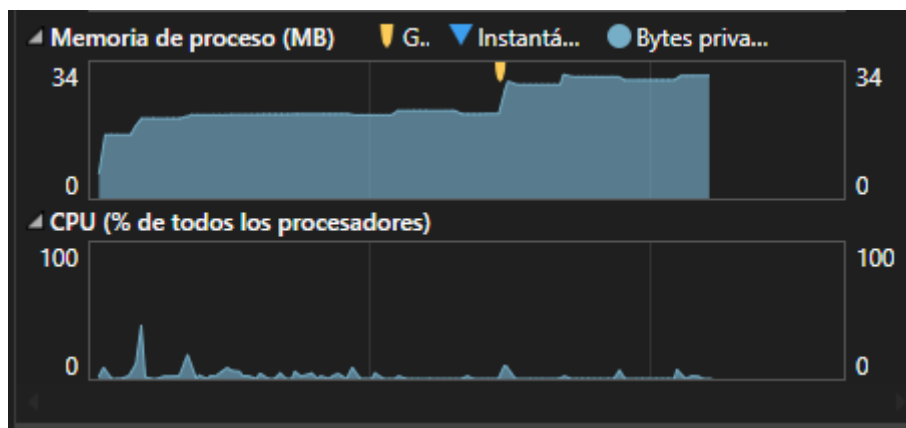 Memoria de proceso (MB) G.. Instantá... Bytes priva...
34 34
0 0
CPU (% de todos los procesadores)
100 100
0 0